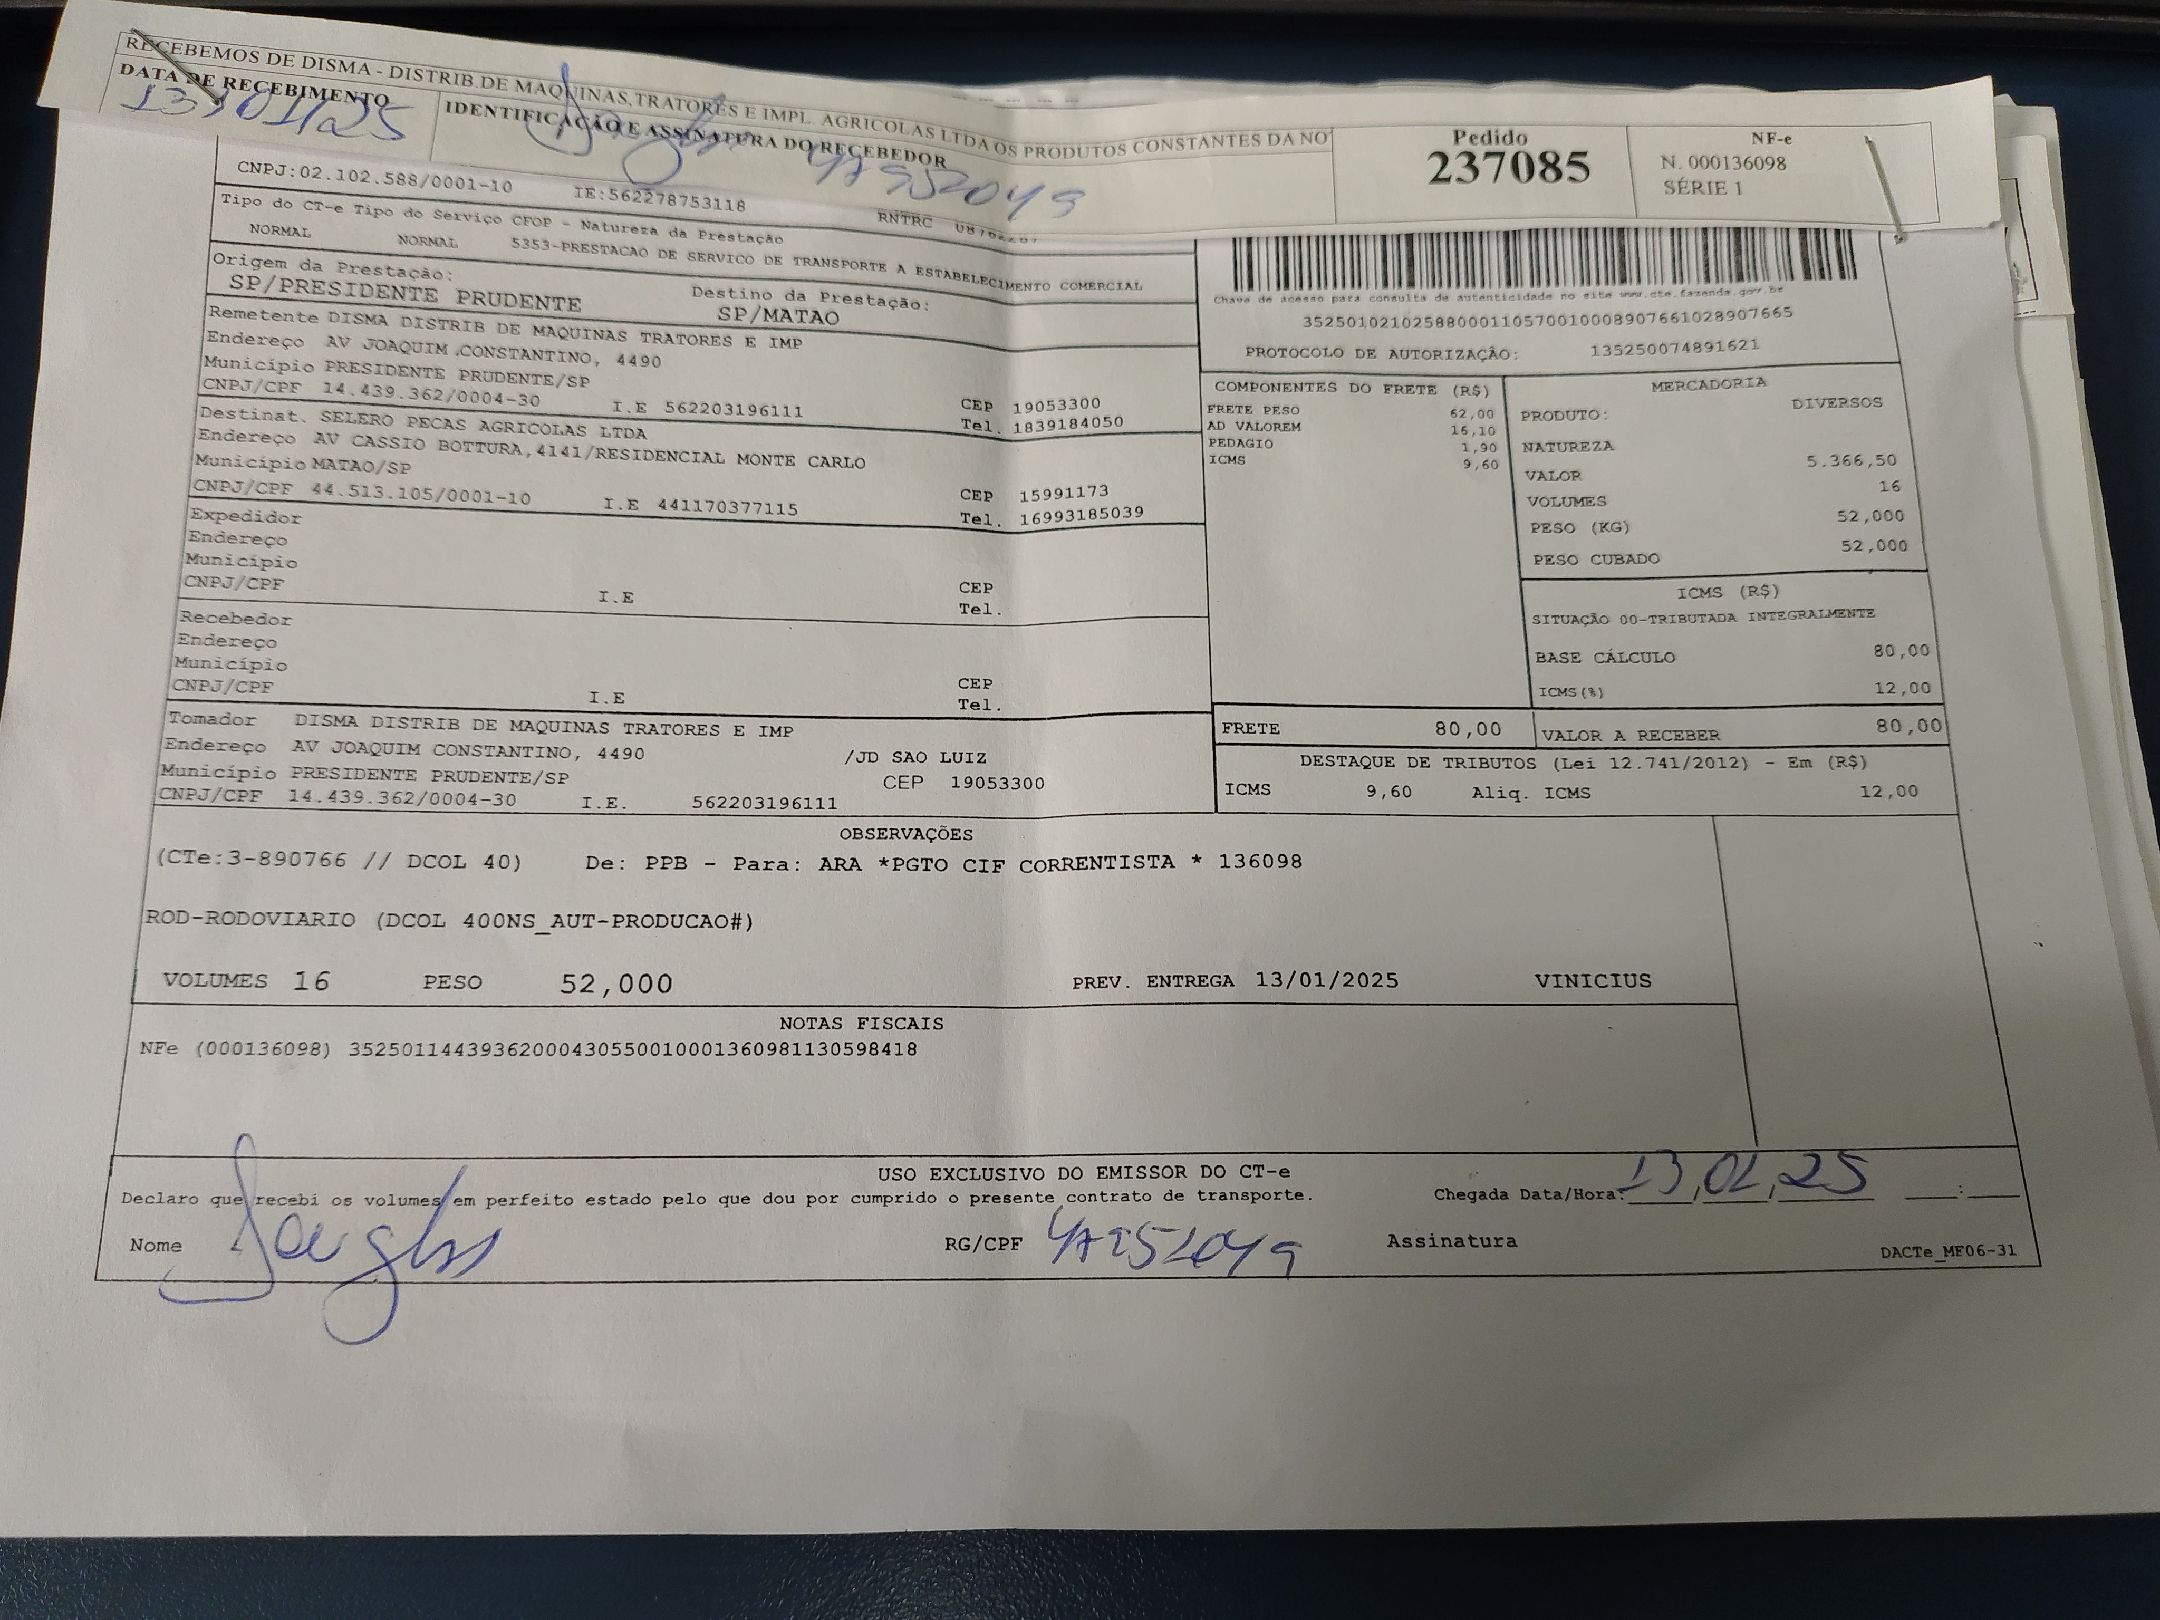 RECEBEMOS DE DISMA - DISTRIB.DE MAQUINAS,TRATORES E IMPL. AGRICOLAS LTDA OS PRODUTOS CONSTANTES DA NO
DATA DE RECEBIMENTO
13/01/25
IDENTIFICAÇÃO E ASSINATURA DO RECEBEDOR
Pedido
237085
NF-e
N. 000136098
SÉRIE 1
CNPJ:02.102.588/0001-10 IE:562278753118 RNTRC
Tipo do CT-e Tipo do Serviço CFOP - Natureza da Prestação
NORMAL NORMAL 5353-PRESTACAO DE SERVICO DE TRANSPORTE A ESTABELECIMENTO COMERCIAL
Origem da Prestação: Destino da Prestação:
SP/PRESIDENTE PRUDENTE SP/MATAO
Remetente DISMA DISTRIB DE MAQUINAS TRATORES E IMP
Endereço AV JOAQUIM CONSTANTINO, 4490
Município PRESIDENTE PRUDENTE/SP CEP 19053300
CNPJ/CPF 14.439.362/0004-30 I.E 562203196111 Tel. 1839184050
Destinat. SELERO PECAS AGRICOLAS LTDA
Endereço AV CASSIO BOTTURA,4141/RESIDENCIAL MONTE CARLO
Município MATAO/SP CEP 15991173
CNPJ/CPF 44.513.105/0001-10 I.E 441170377115 Tel. 16993185039
Expedidor
Endereço
Município CEP
CNPJ/CPF I.E Tel.
Recebedor
Endereço
Município CEP
CNPJ/CPF I.E Tel.
Tomador DISMA DISTRIB DE MAQUINAS TRATORES E IMP
Endereço AV JOAQUIM CONSTANTINO, 4490 /JD SAO LUIZ
Município PRESIDENTE PRUDENTE/SP CEP 19053300
CNPJ/CPF 14.439.362/0004-30 I.E. 562203196111
Chave de acesso para consulta de autenticidade no site www.cte.fazenda.gov.br
35250102102588000110570010008907661028907665
PROTOCOLO DE AUTORIZAÇÃO: 135250074891621
COMPONENTES DO FRETE (R$)
FRETE PESO 62,00
AD VALOREM 16,10
PEDAGIO 1,90
ICMS 9,60
MERCADORIA
PRODUTO: DIVERSOS
NATUREZA
VALOR 5.366,50
VOLUMES 16
PESO (KG) 52,000
PESO CUBADO 52,000
ICMS (R$)
SITUAÇÃO 00-TRIBUTADA INTEGRALMENTE
BASE CÁLCULO 80,00
ICMS(%) 12,00
FRETE 80,00 VALOR A RECEBER 80,00
DESTAQUE DE TRIBUTOS (Lei 12.741/2012) - Em (R$)
ICMS 9,60 Aliq. ICMS 12,00
OBSERVAÇÕES
(CTe:3-890766 // DCOL 40) De: PPB - Para: ARA *PGTO CIF CORRENTISTA * 136098
ROD-RODOVIARIO (DCOL 400NS_AUT-PRODUCAO#)
VOLUMES 16 PESO 52,000 PREV. ENTREGA 13/01/2025 VINICIUS
NOTAS FISCAIS
NFe (000136098) 35250114439362000430550010001360981130598418
USO EXCLUSIVO DO EMISSOR DO CT-e
Declaro que recebi os volumes em perfeito estado pelo que dou por cumprido o presente contrato de transporte. Chegada Data/Hora: 13,01,25 :
Nome RG/CPF Assinatura
DACTe_MF06-31